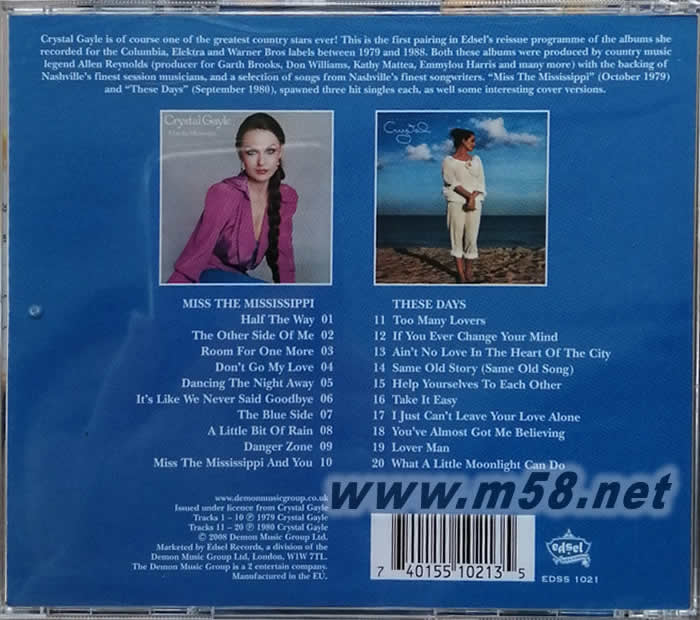 Crystal Gayle is of course one of the greatest country stars ever! This is the first pairing in Edsel's reissue programme of the albums she
recorded for the Columbia, Elektra and Warner Bros labels between 1979 and 1988. Both these albums were produced by country music
legend Allen Reynolds (producer for Garth Brooks, Don Williams, Kathy Mattea, Emmylou Harris and many more) with the backing of
Nashville's finest session musicians, and a selection of songs from Nashville's finest songwriters. "Miss The Mississippi" (October 1979)
and "These Days" (September 1980), spawned three hit singles each, as well some interesting cover versions.
Crystal Gayle
Miss the Mississippi
Crystal
MISS THE MISSISSIPPI
Half The Way 01
The Other Side Of Me 02
Room For One More 03
Don't Go My Love 04
Dancing The Night Away 05
It's Like We Never Said Goodbye 06
The Blue Side 07
A Little Bit Of Rain 08
Danger Zone 09
Miss The Mississippi And You 10
THESE DAYS
11 Too Many Lovers
12 If You Ever Change Your Mind
13 Ain't No Love In The Heart Of The City
14 Same Old Story (Same Old Song)
15 Help Yourselves To Each Other
16 Take It Easy
17 I Just Can't Leave Your Love Alone
18 You've Almost Got Me Believing
19 Lover Man
20 What A Little Moonlight Can Do
www.m58.net
www.demonmusicgroup.co.uk
Issued under licence from Crystal Gayle
Tracks 1 – 10 ℗ 1979 Crystal Gayle
Tracks 11 – 20 ℗ 1980 Crystal Gayle
© 2008 Demon Music Group Ltd.
Marketed by Edsel Records, a division of the
Demon Music Group Ltd, London, W1W 7TL.
The Demon Music Group is a 2 entertain company.
Manufactured in the EU.
7 40155 10213 5
edsel
EDSS 1021